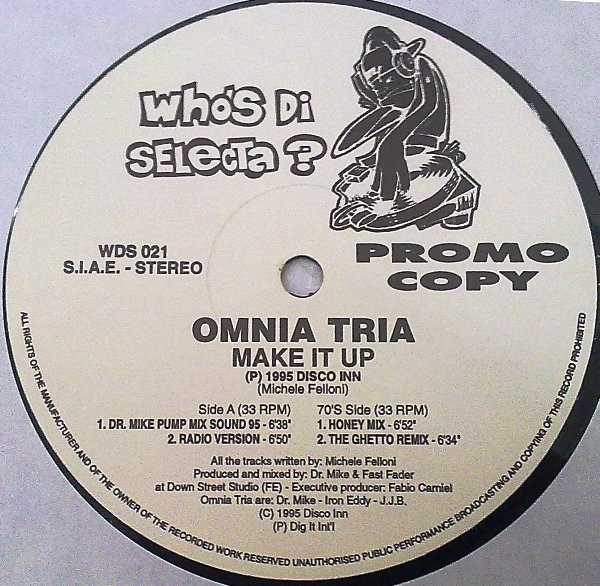 Who's Di
Selecta?
WDS 021
S.I.A.E. - STEREO
PROMO
COPY
OMNIA TRIA
MAKE IT UP
(P) 1995 DISCO INN
(Michele Felloni)
Side A (33 RPM)
1. DR. MIKE PUMP MIX SOUND 95 - 6'38"
2. RADIO VERSION - 6'50"
70'S Side (33 RPM)
1. HONEY MIX - 6'52"
2. THE GHETTO REMIX - 6'34"
All the tracks written by: Michele Felloni
Produced and mixed by: Dr. Mike & Fast Fader
at Down Street Studio (FE) - Executive producer: Fabio Carniel
Omnia Tria are: Dr. Mike - Iron Eddy - J.J.B.
(C) 1995 Disco Inn
(P) Dig It Int'l
ALL RIGHTS OF THE MANUFACTURER AND OF THE OWNER OF THE RECORDED WORK RESERVED UNAUTHORISED PUBLIC PERFORMANCE BROADCASTING AND COPYING OF THIS RECORD PROHIBITED